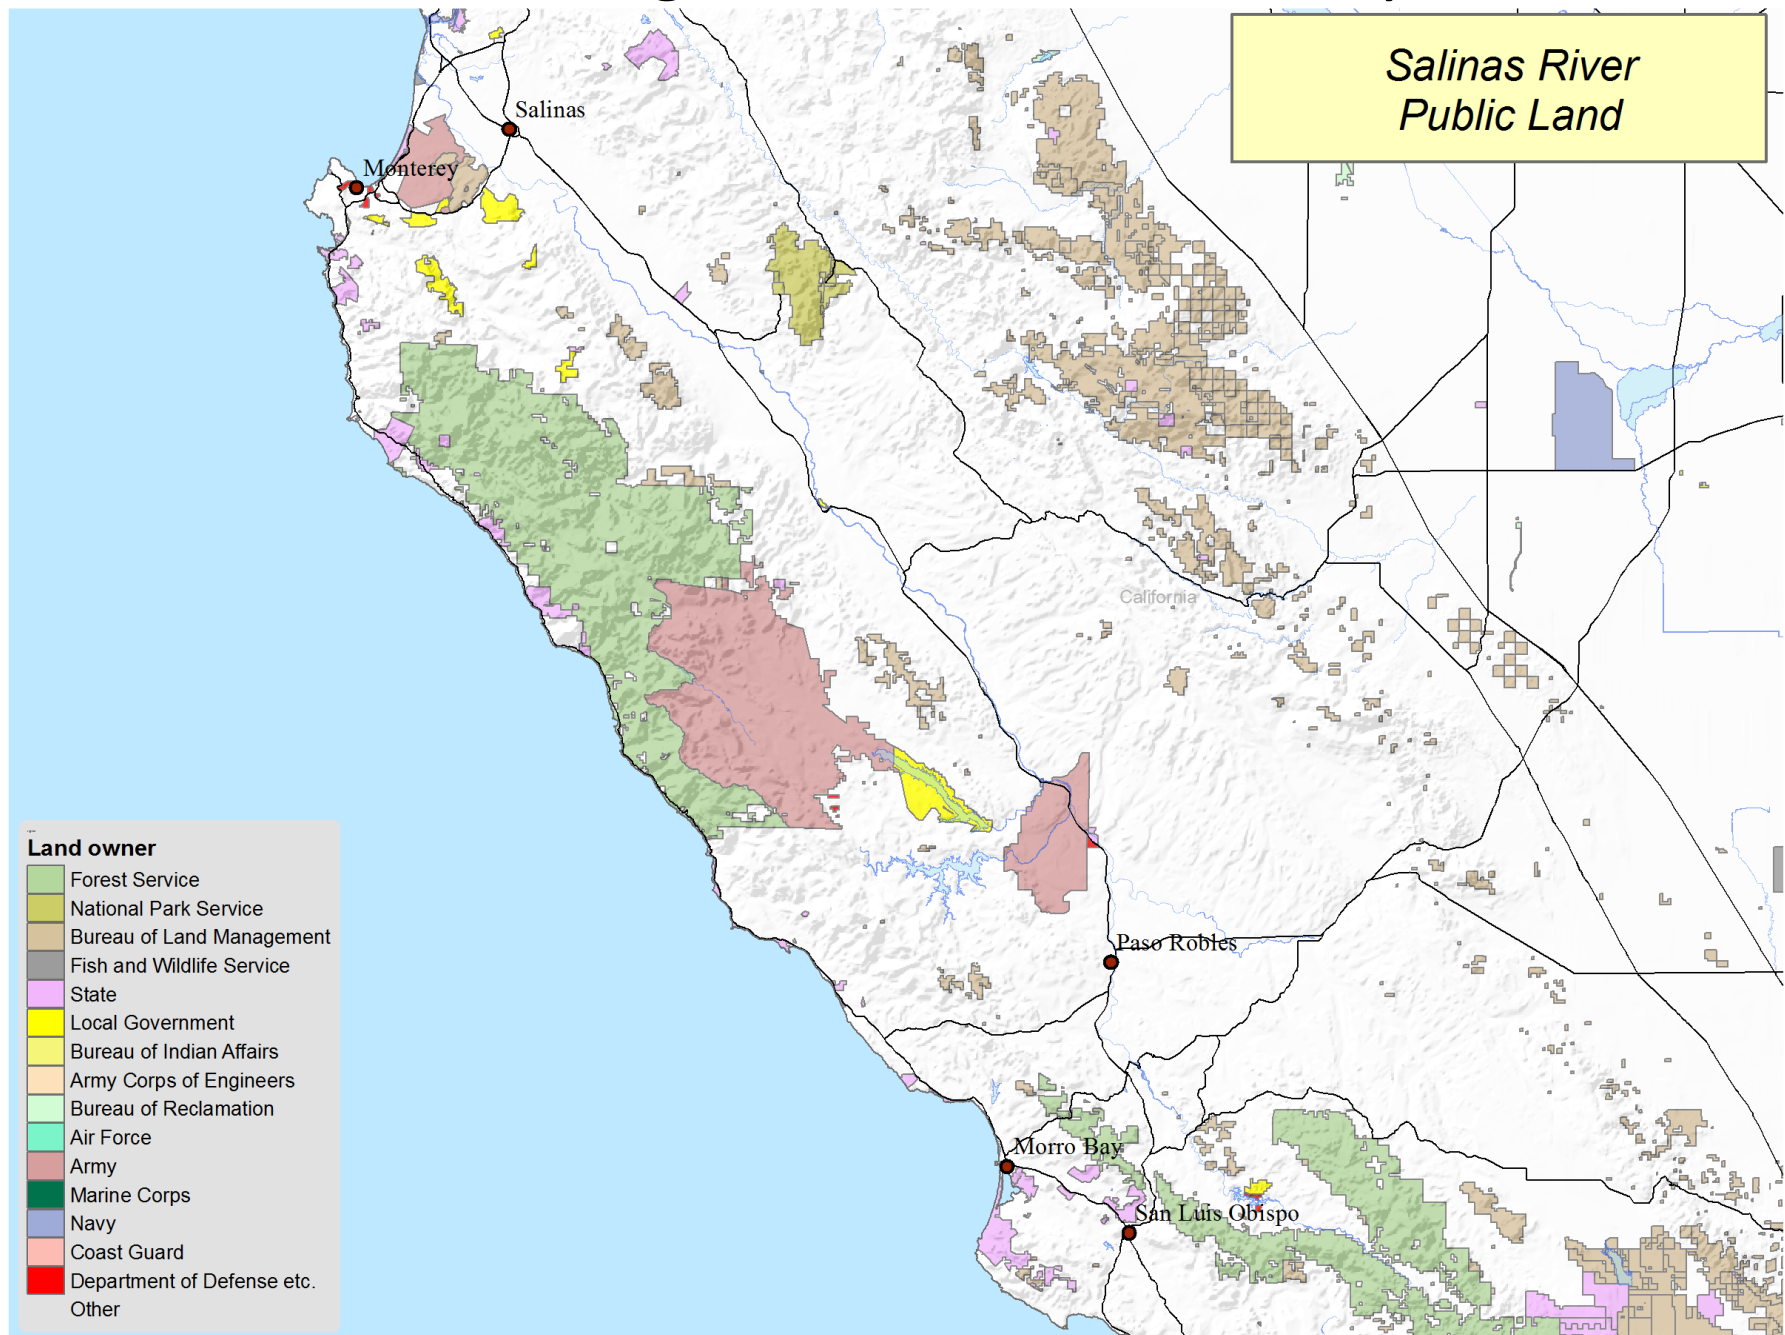 Salinas River
Public Land
Salinas
Monterey
California
Paso Robles
Morro Bay
San Luis Obispo
Land owner
Forest Service
National Park Service
Bureau of Land Management
Fish and Wildlife Service
State
Local Government
Bureau of Indian Affairs
Army Corps of Engineers
Bureau of Reclamation
Air Force
Army
Marine Corps
Navy
Coast Guard
Department of Defense etc.
Other